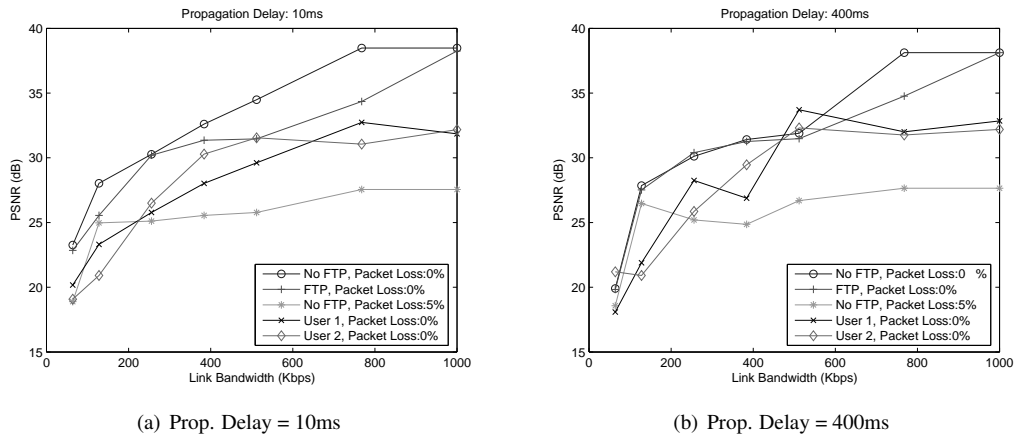 Propagation Delay: 10ms
40
35
30
25
20
15
PSNR (dB)
0
200
400
600
800
1000
Link Bandwidth (Kbps)
No FTP, Packet Loss:0%
FTP, Packet Loss:0%
No FTP, Packet Loss:5%
User 1, Packet Loss:0%
User 2, Packet Loss:0%
(a) Prop. Delay = 10ms
Propagation Delay: 400ms
40
35
30
25
20
15
PSNR (dB)
0
200
400
600
800
1000
Link Bandwidth (Kbps)
No FTP, Packet Loss:0 %
FTP, Packet Loss:0%
No FTP, Packet Loss:5%
User 1, Packet Loss:0%
User 2, Packet Loss:0%
(b) Prop. Delay = 400ms